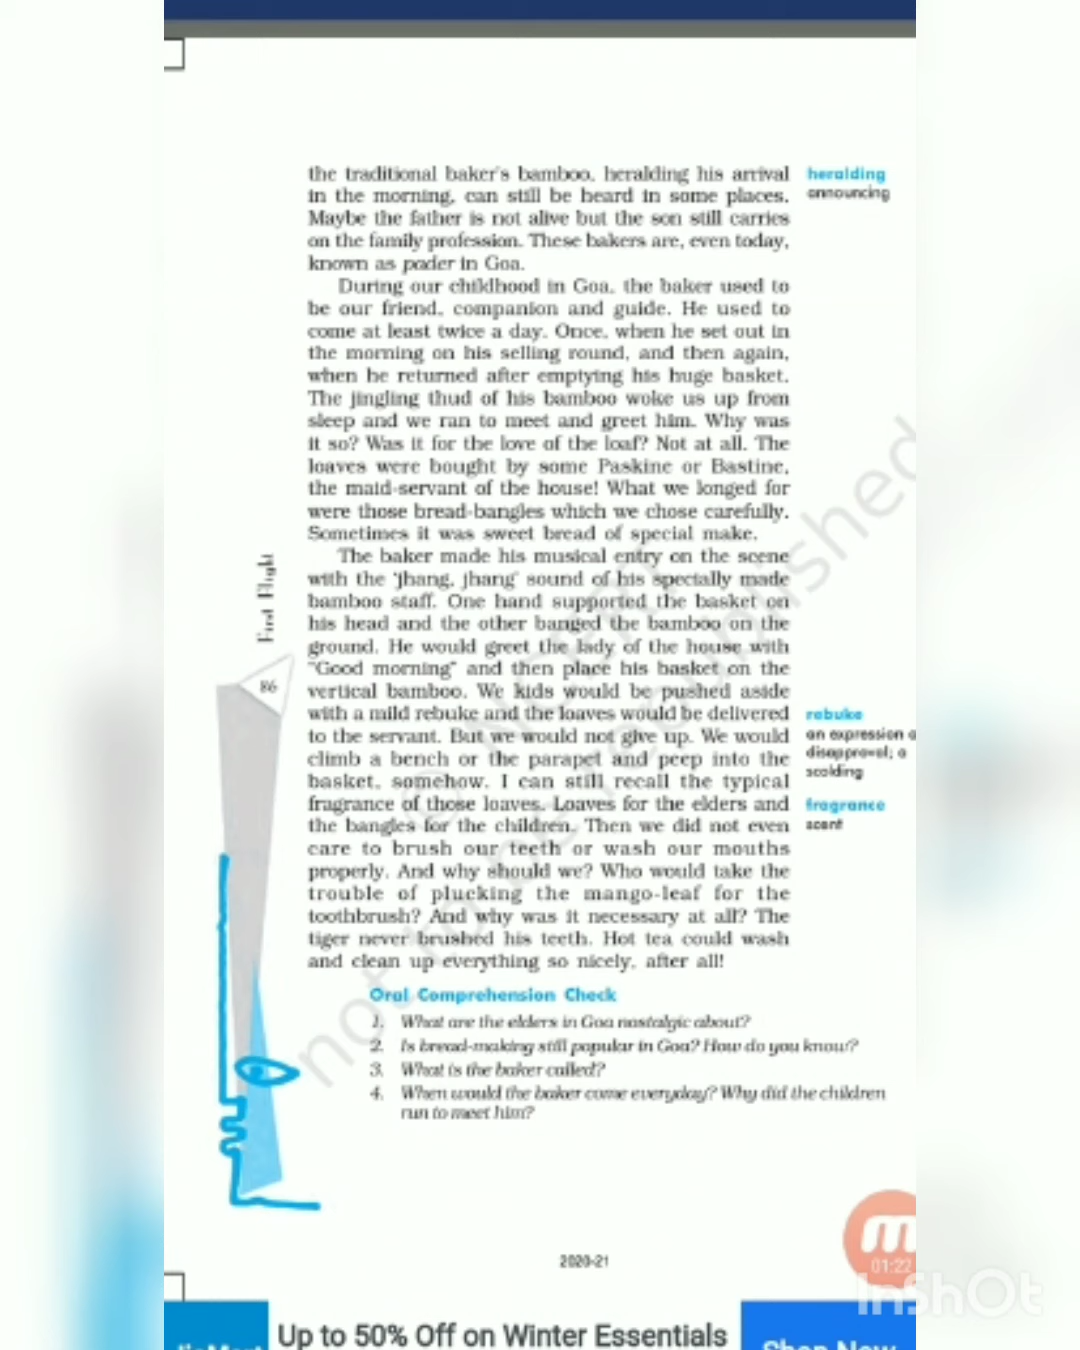 the traditional baker's bamboo, heralding his arrival
in the morning, can still be heard in some places.
Maybe the father is not alive but the son still carries
on the family profession. These bakers are, even today,
known as pader in Goa.
heralding
announcing
During our childhood in Goa, the baker used to
be our friend, companion and guide. He used to
come at least twice a day. Once, when he set out in
the morning on his selling round, and then again,
when he returned after emptying his huge basket.
The jingling thud of his bamboo woke us up from
sleep and we ran to meet and greet him. Why was
it so? Was it for the love of the loaf? Not at all. The
loaves were bought by some Paskine or Bastine,
the maid-servant of the house! What we longed for
were those bread-bangles which we chose carefully.
Sometimes it was sweet bread of special make.
The baker made his musical entry on the scene
with the 'jhang, jhang' sound of his specially made
bamboo staff. One hand supported the basket on
his head and the other banged the bamboo on the
ground. He would greet the lady of the house with
"Good morning" and then place his basket on the
vertical bamboo. We kids would be pushed aside
with a mild rebuke and the loaves would be delivered
to the servant. But we would not give up. We would
climb a bench or the parapet and peep into the
basket, somehow. I can still recall the typical
fragrance of those loaves. Loaves for the elders and
the bangles for the children. Then we did not even
care to brush our teeth or wash our mouths
properly. And why should we? Who would take the
trouble of plucking the mango-leaf for the
toothbrush? And why was it necessary at all? The
tiger never brushed his teeth. Hot tea could wash
and clean up everything so nicely, after all!
rebuke
an expression o
disapproval; a
scolding
fragrance
scent
First Flight
86
Oral Comprehension Check
1. What are the elders in Goa nostalgic about?
2. Is bread-making still popular in Goa? How do you know?
3. What is the baker called?
4. When would the baker come everyday? Why did the children
run to meet him?
© NCERT
not to be republished
2020-21
01:22
InShOt
Up to 50% Off on Winter Essentials
Shop Now